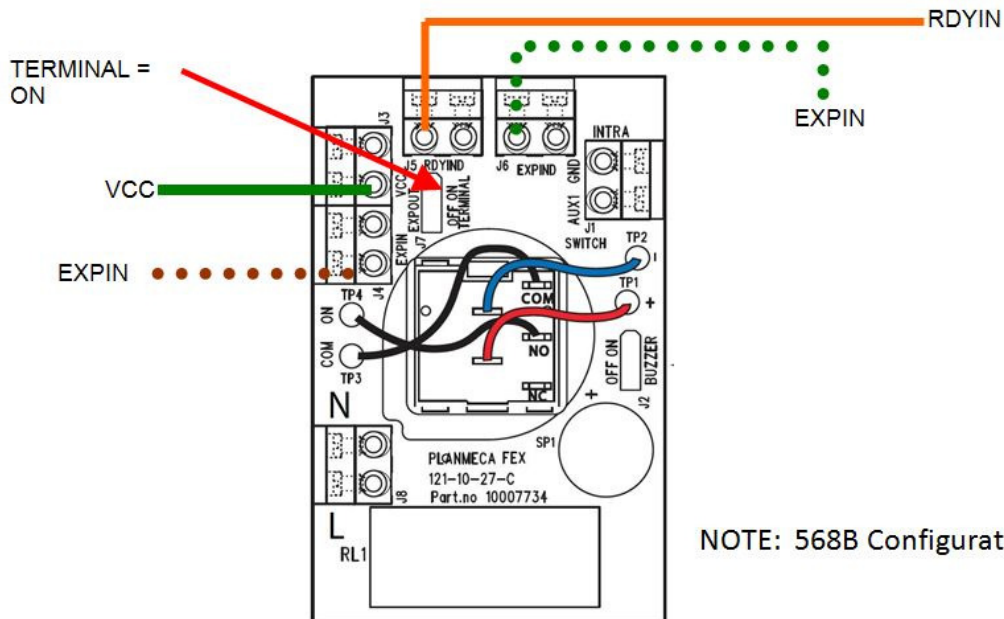 RDYIN
TERMINAL =
ON
EXPIN
J3
J5 RDYIND
J6 EXPIND
INTRA
VCC
VCC
EXPOUT
OFF ON
TERMINAL
GND
AUX1
J1
SWITCH
J7
EXPIN
EXPIN
J4
TP2
-
TP1
+
TP4
ON
COM
NO
NC
COM
TP3
OFF ON
BUZZER
J2
N
+
SP1
J8
L
PLANMECA FEX
121-10-27-C
Part.no 10007734
RL1
NOTE: 568B Configurat